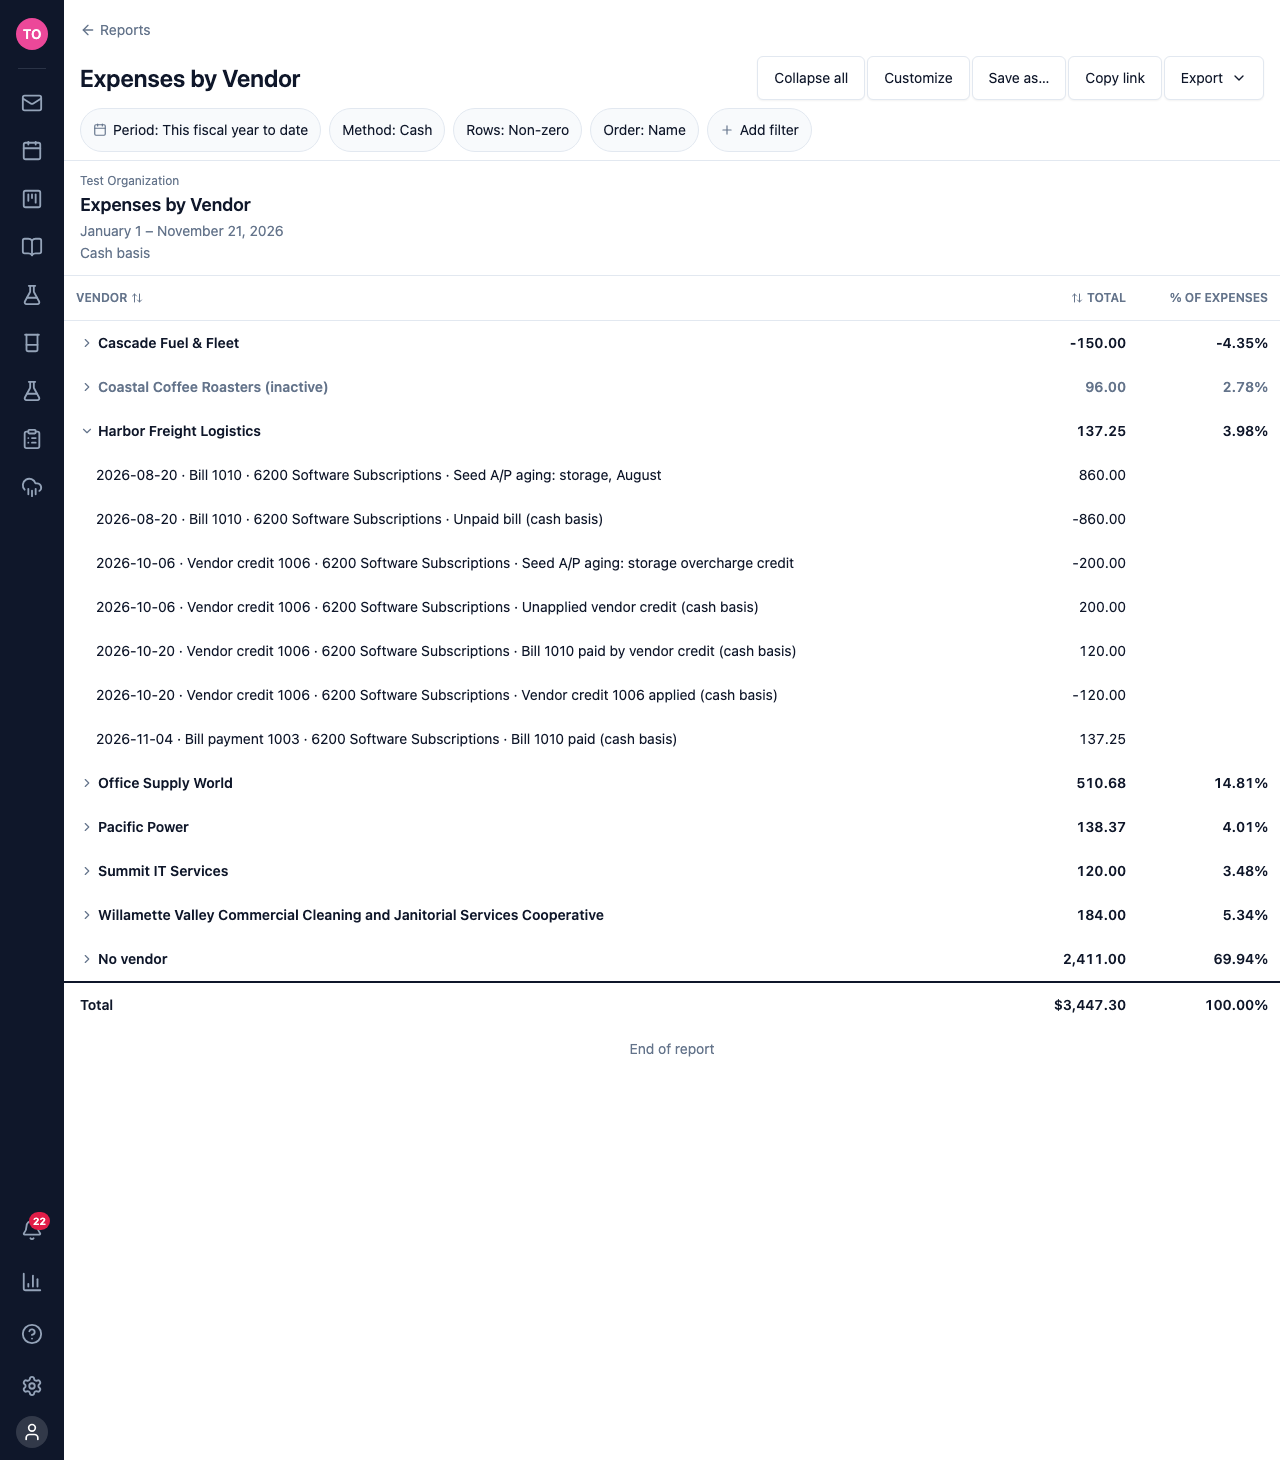 TO
Reports
Expenses by Vendor
Collapse all
Customize
Save as...
Copy link
Export
Period: This fiscal year to date
Method: Cash
Rows: Non-zero
Order: Name
Add filter
Test Organization
Expenses by Vendor
January 1 – November 21, 2026
Cash basis
VENDOR TOTAL % OF EXPENSES
Cascade Fuel & Fleet -150.00 -4.35%
Coastal Coffee Roasters (inactive) 96.00 2.78%
Harbor Freight Logistics 137.25 3.98%
2026-08-20 · Bill 1010 · 6200 Software Subscriptions · Seed A/P aging: storage, August 860.00
2026-08-20 · Bill 1010 · 6200 Software Subscriptions · Unpaid bill (cash basis) -860.00
2026-10-06 · Vendor credit 1006 · 6200 Software Subscriptions · Seed A/P aging: storage overcharge credit -200.00
2026-10-06 · Vendor credit 1006 · 6200 Software Subscriptions · Unapplied vendor credit (cash basis) 200.00
2026-10-20 · Vendor credit 1006 · 6200 Software Subscriptions · Bill 1010 paid by vendor credit (cash basis) 120.00
2026-10-20 · Vendor credit 1006 · 6200 Software Subscriptions · Vendor credit 1006 applied (cash basis) -120.00
2026-11-04 · Bill payment 1003 · 6200 Software Subscriptions · Bill 1010 paid (cash basis) 137.25
Office Supply World 510.68 14.81%
Pacific Power 138.37 4.01%
Summit IT Services 120.00 3.48%
Willamette Valley Commercial Cleaning and Janitorial Services Cooperative 184.00 5.34%
No vendor 2,411.00 69.94%
Total $3,447.30 100.00%
End of report
22